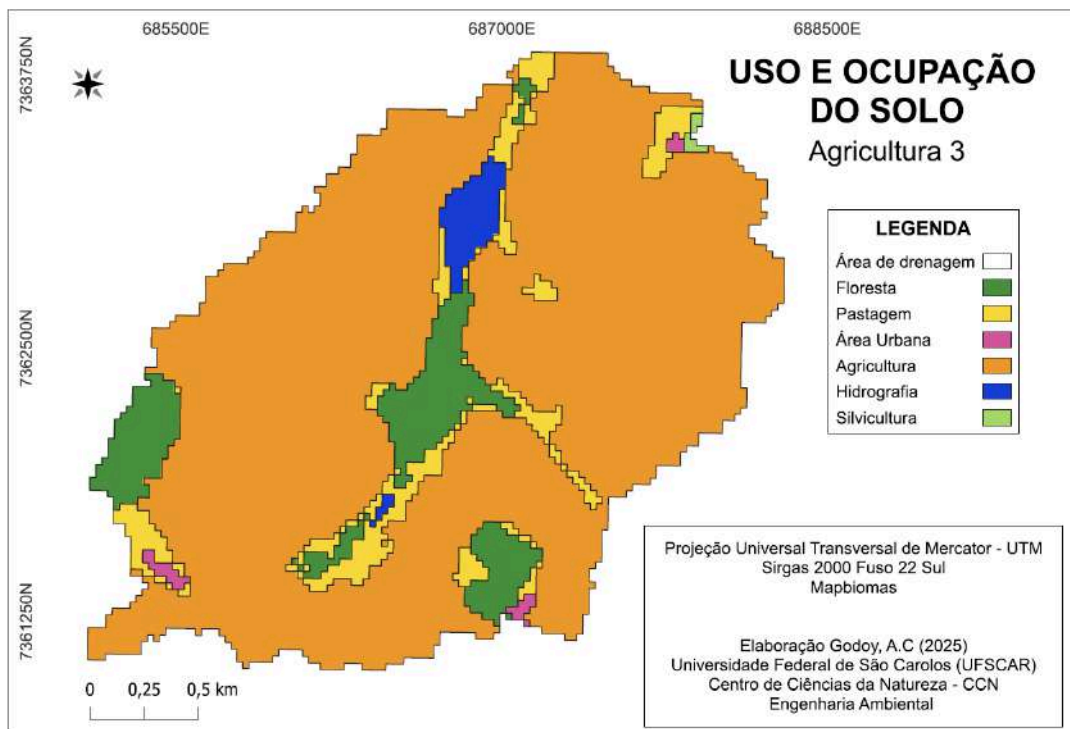 685500E
687000E
688500E
7363750N
7362500N
7361250N
USO E OCUPAÇÃO
DO SOLO
Agricultura 3
LEGENDA
Área de drenagem
Floresta
Pastagem
Área Urbana
Agricultura
Hidrografia
Silvicultura
Projeção Universal Transversal de Mercator - UTM
Sirgas 2000 Fuso 22 Sul
Mapbiomas
Elaboração Godoy, A.C (2025)
Universidade Federal de São Carolos (UFSCAR)
Centro de Ciências da Natureza - CCN
Engenharia Ambiental
0 0,25 0,5 km